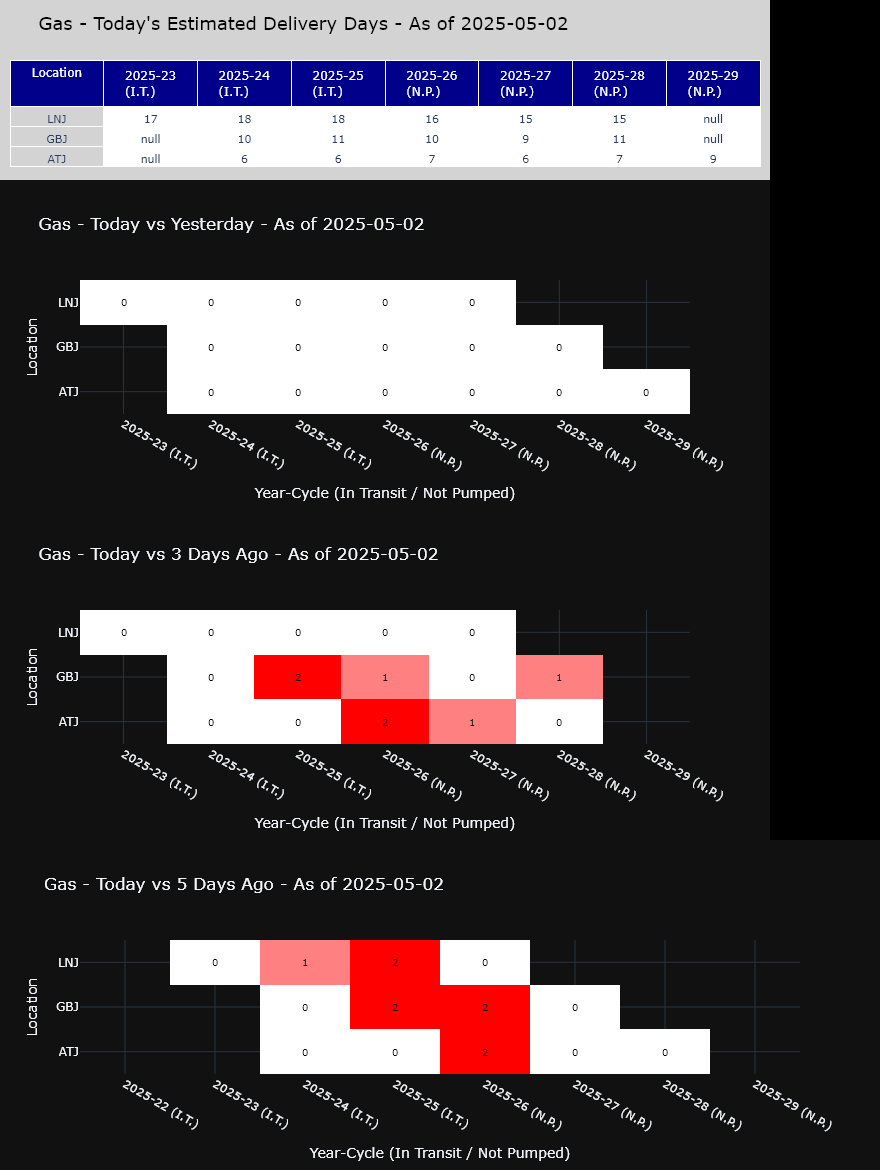 Gas - Today's Estimated Delivery Days - As of 2025-05-02
Location 2025-23 (I.T.) 2025-24 (I.T.) 2025-25 (I.T.) 2025-26 (N.P.) 2025-27 (N.P.) 2025-28 (N.P.) 2025-29 (N.P.)
LNJ 17 18 18 16 15 15 null
GBJ null 10 11 10 9 11 null
ATJ null 6 6 7 6 7 9
Gas - Today vs Yesterday - As of 2025-05-02
Location
LNJ 0 0 0 0 0
GBJ 0 0 0 0 0
ATJ 0 0 0 0 0 0
2025-23 (I.T.) 2025-24 (I.T.) 2025-25 (I.T.) 2025-26 (N.P.) 2025-27 (N.P.) 2025-28 (N.P.) 2025-29 (N.P.)
Year-Cycle (In Transit / Not Pumped)
Gas - Today vs 3 Days Ago - As of 2025-05-02
Location
LNJ 0 0 0 0 0
GBJ 0 2 1 0 1
ATJ 0 0 2 1 0
2025-23 (I.T.) 2025-24 (I.T.) 2025-25 (I.T.) 2025-26 (N.P.) 2025-27 (N.P.) 2025-28 (N.P.) 2025-29 (N.P.)
Year-Cycle (In Transit / Not Pumped)
Gas - Today vs 5 Days Ago - As of 2025-05-02
Location
LNJ 0 1 2 0
GBJ 0 2 2 0
ATJ 0 0 2 0 0
2025-22 (I.T.) 2025-23 (I.T.) 2025-24 (I.T.) 2025-25 (I.T.) 2025-26 (N.P.) 2025-27 (N.P.) 2025-28 (N.P.) 2025-29 (N.P.)
Year-Cycle (In Transit / Not Pumped)